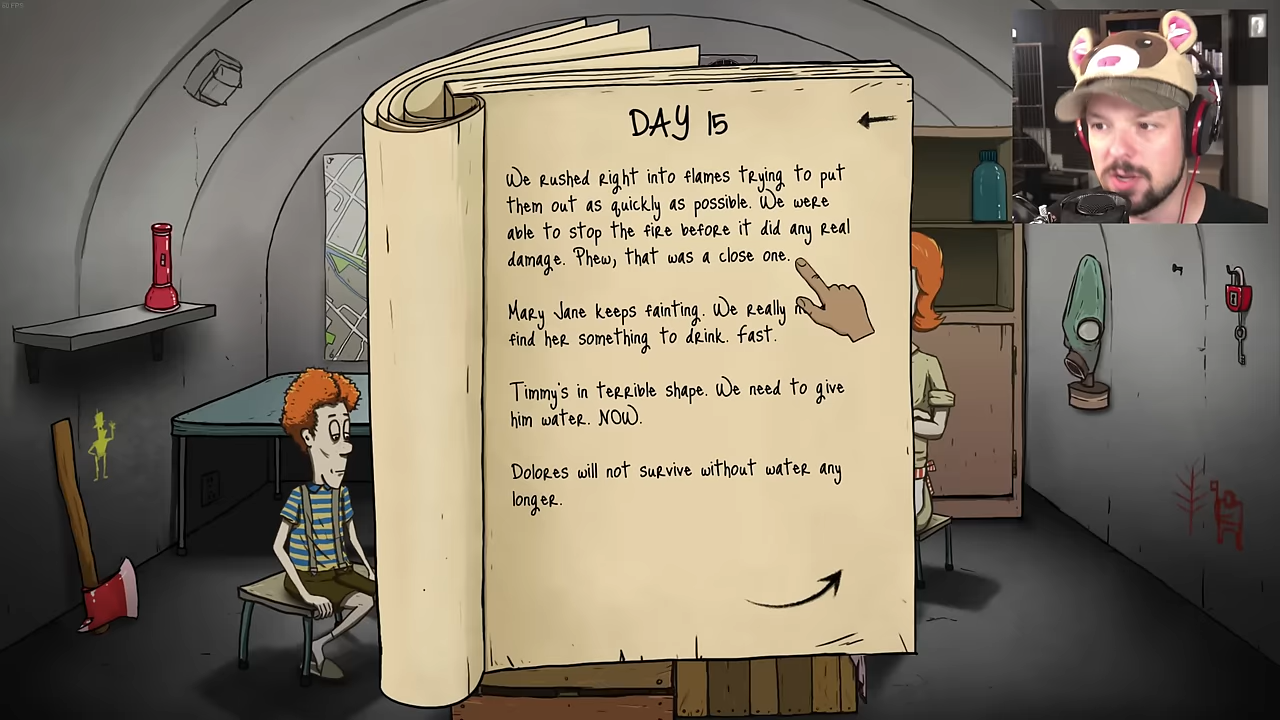 60 FPS
DAY 15
We rushed right into flames trying to put
them out as quickly as possible. We were
able to stop the fire before it did any real
damage. Phew, that was a close one.
Mary Jane keeps fainting. We really
find her something to drink. Fast.
Timmy's in terrible shape. We need to give
him water. NOW.
Dolores will not survive without water any
longer.